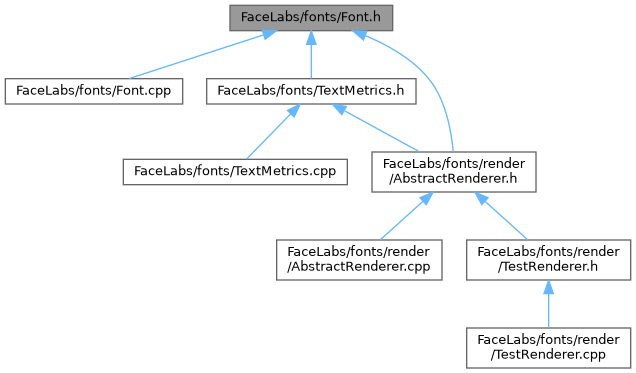 FaceLabs/fonts/Font.h
FaceLabs/fonts/Font.cpp
FaceLabs/fonts/TextMetrics.h
FaceLabs/fonts/TextMetrics.cpp
FaceLabs/fonts/render
/AbstractRenderer.h
FaceLabs/fonts/render
/AbstractRenderer.cpp
FaceLabs/fonts/render
/TestRenderer.h
FaceLabs/fonts/render
/TestRenderer.cpp